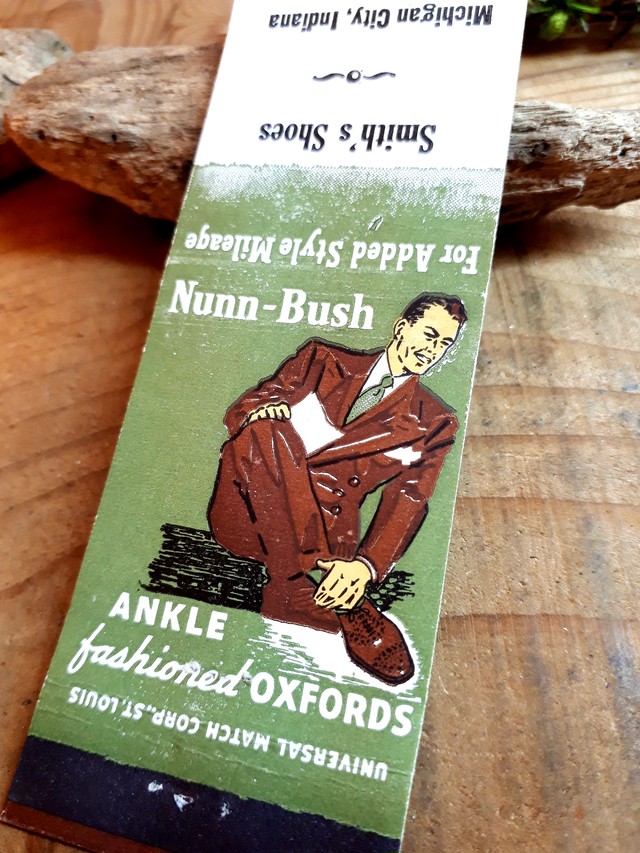 Michigan City, Indiana
Smith's Shoes
For Added Style Mileage
Nunn-Bush
ANKLE
fashioned OXFORDS
UNIVERSAL MATCH CORP., ST. LOUIS